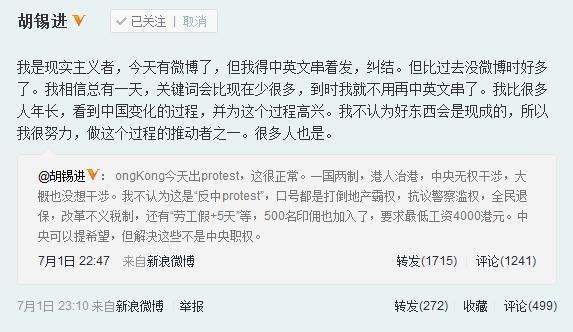 胡锡进
已关注 | 取消
我是现实主义者，今天有微博了，但我得中英文串着发，纠结。但比过去没微博时好多
了。我相信总有一天，关键词会比现在少很多，到时我就不用再中英文串了。我比很多
人年长，看到中国变化的过程，并为这个过程高兴。我不认为好东西会是现成的，所以
我很努力，做这个过程的推动者之一。很多人也是。
@胡锡进：ongKong今天出protest，这很正常。一国两制，港人治港，中央无权干涉，大
概也没想干涉。我不认为这是“反中protest”，口号都是打倒地产霸权，抗议警察滥权，全民退
保，改革不义税制，还有“劳工假+5天”等，500名印佣也加入了，要求最低工资4000港元。中
央可以提希望，但解决这些不是中央职权。
7月1日 22:47 来自新浪微博 转发(1715) | 评论(1241)
7月1日 23:10 来自新浪微博 | 举报 转发(272) | 收藏 | 评论(499)